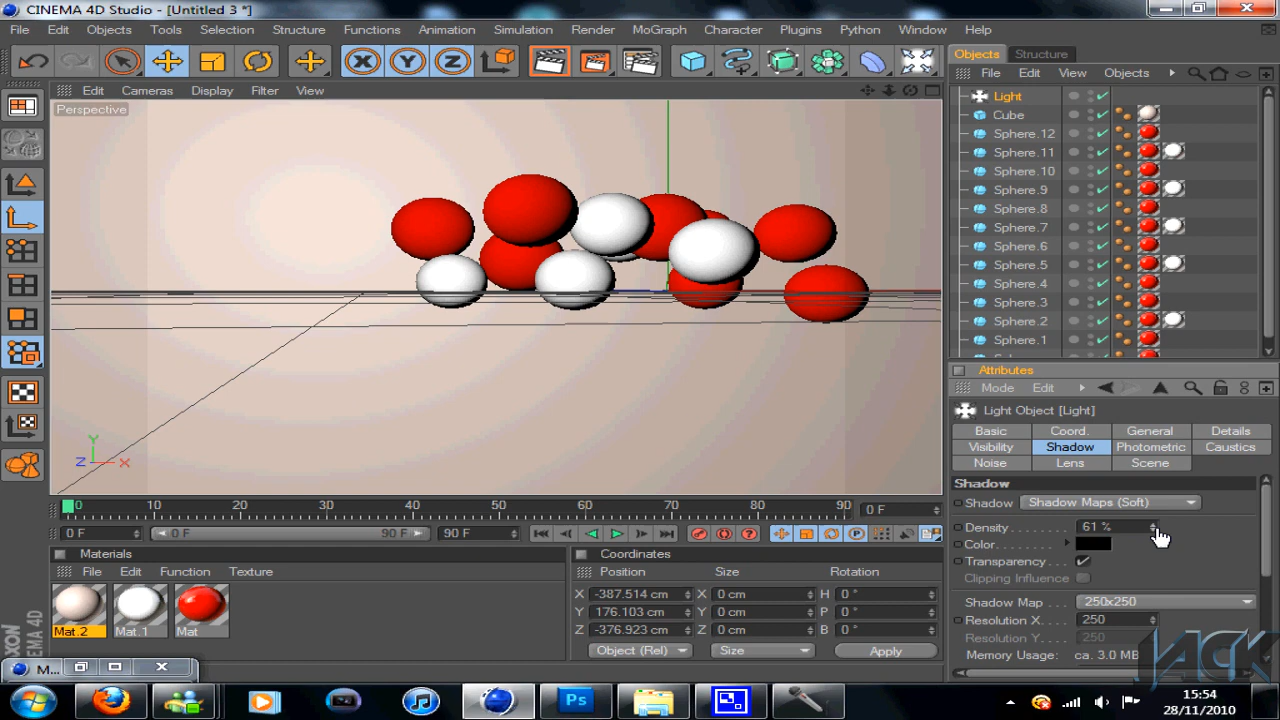 CINEMA 4D Studio - [Untitled 3 *]
File Edit Objects Tools Selection Structure Functions Animation Simulation Render MoGraph Character Plugins Python Window Help
X Y Z
Objects Structure
File Edit View Objects
Edit Cameras Display Filter View
Perspective
Light
Cube
Sphere.12
Sphere.11
Sphere.10
Sphere.9
Sphere.8
Sphere.7
Sphere.6
Sphere.5
Sphere.4
Sphere.3
Sphere.2
Sphere.1
Y
Z X
Attributes
Mode Edit
Light Object [Light]
Basic Coord. General Details
Visibility Shadow Photometric Caustics
Noise Lens Scene
Shadow
Shadow Shadow Maps (Soft)
Density . . . . . . . 61 %
Color. . . . . . . .
Transparency . . .
Clipping Influence
Shadow Map . . . 250x250
Resolution X. . . 250
Resolution Y. . . 250
Memory Usage: ca. 3.0 MB
0 10 20 30 40 50 60 70 80 90 0 F
0 F 0 F 90 F 90 F
Materials
File Edit Function Texture
Mat.2 Mat.1 Mat
Coordinates
Position Size Rotation
X -387.514 cm X 0 cm H 0 °
Y 176.103 cm Y 0 cm P 0 °
Z -376.923 cm Z 0 cm B 0 °
Object (Rel) Size Apply
AXON
NEMA 4D
M...
JACK
Ps
15:54
28/11/2010